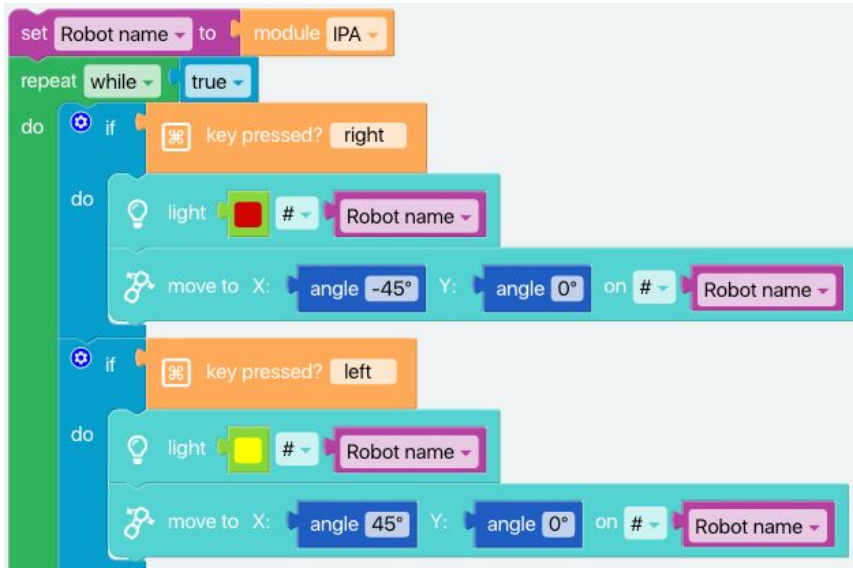 set Robot name to module IPA
repeat while true
do if ⌘ key pressed? right
do light # Robot name
move to X: angle -45° Y: angle 0° on # Robot name
if ⌘ key pressed? left
do light # Robot name
move to X: angle 45° Y: angle 0° on # Robot name